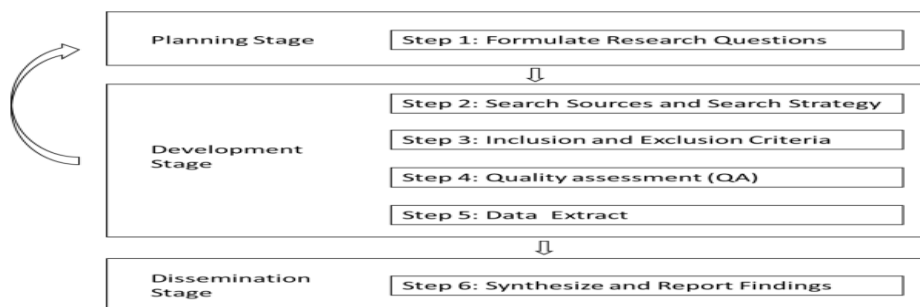 Planning Stage
Step 1: Formulate Research Questions
Step 2: Search Sources and Search Strategy
Step 3: Inclusion and Exclusion Criteria
Development
Stage
Step 4: Quality assessment (QA)
Step 5: Data Extract
Dissemination
Stage
Step 6: Synthesize and Report Findings